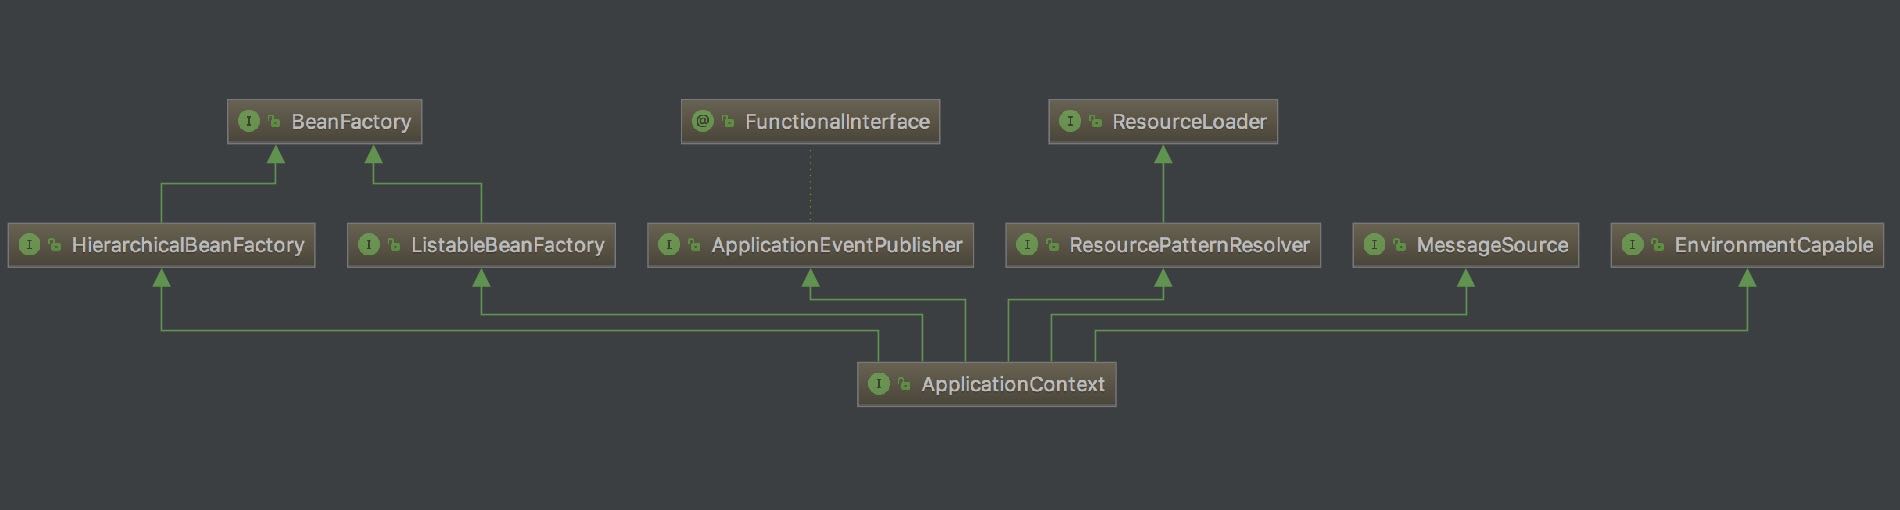 BeanFactory
FunctionalInterface
ResourceLoader
HierarchicalBeanFactory
ListableBeanFactory
ApplicationEventPublisher
ResourcePatternResolver
MessageSource
EnvironmentCapable
ApplicationContext